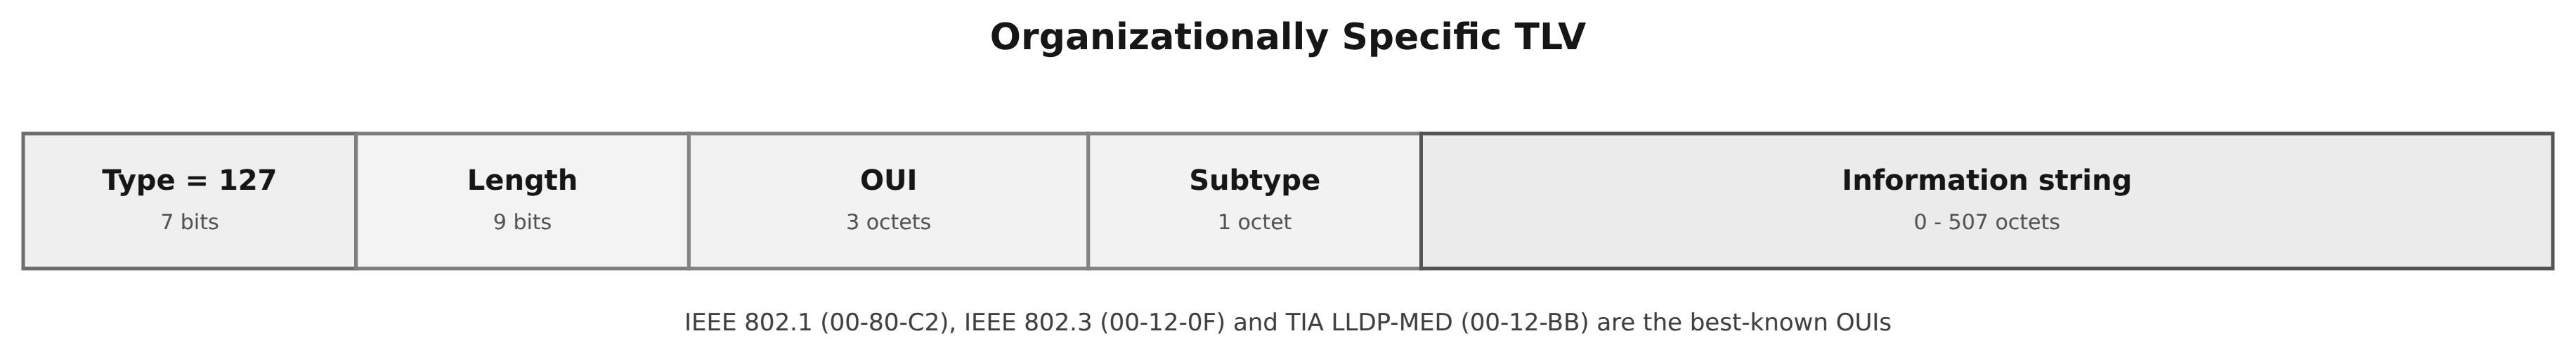 Organizationally Specific TLV
Type = 127
7 bits
Length
9 bits
OUI
3 octets
Subtype
1 octet
Information string
0 - 507 octets
IEEE 802.1 (00-80-C2), IEEE 802.3 (00-12-0F) and TIA LLDP-MED (00-12-BB) are the best-known OUIs